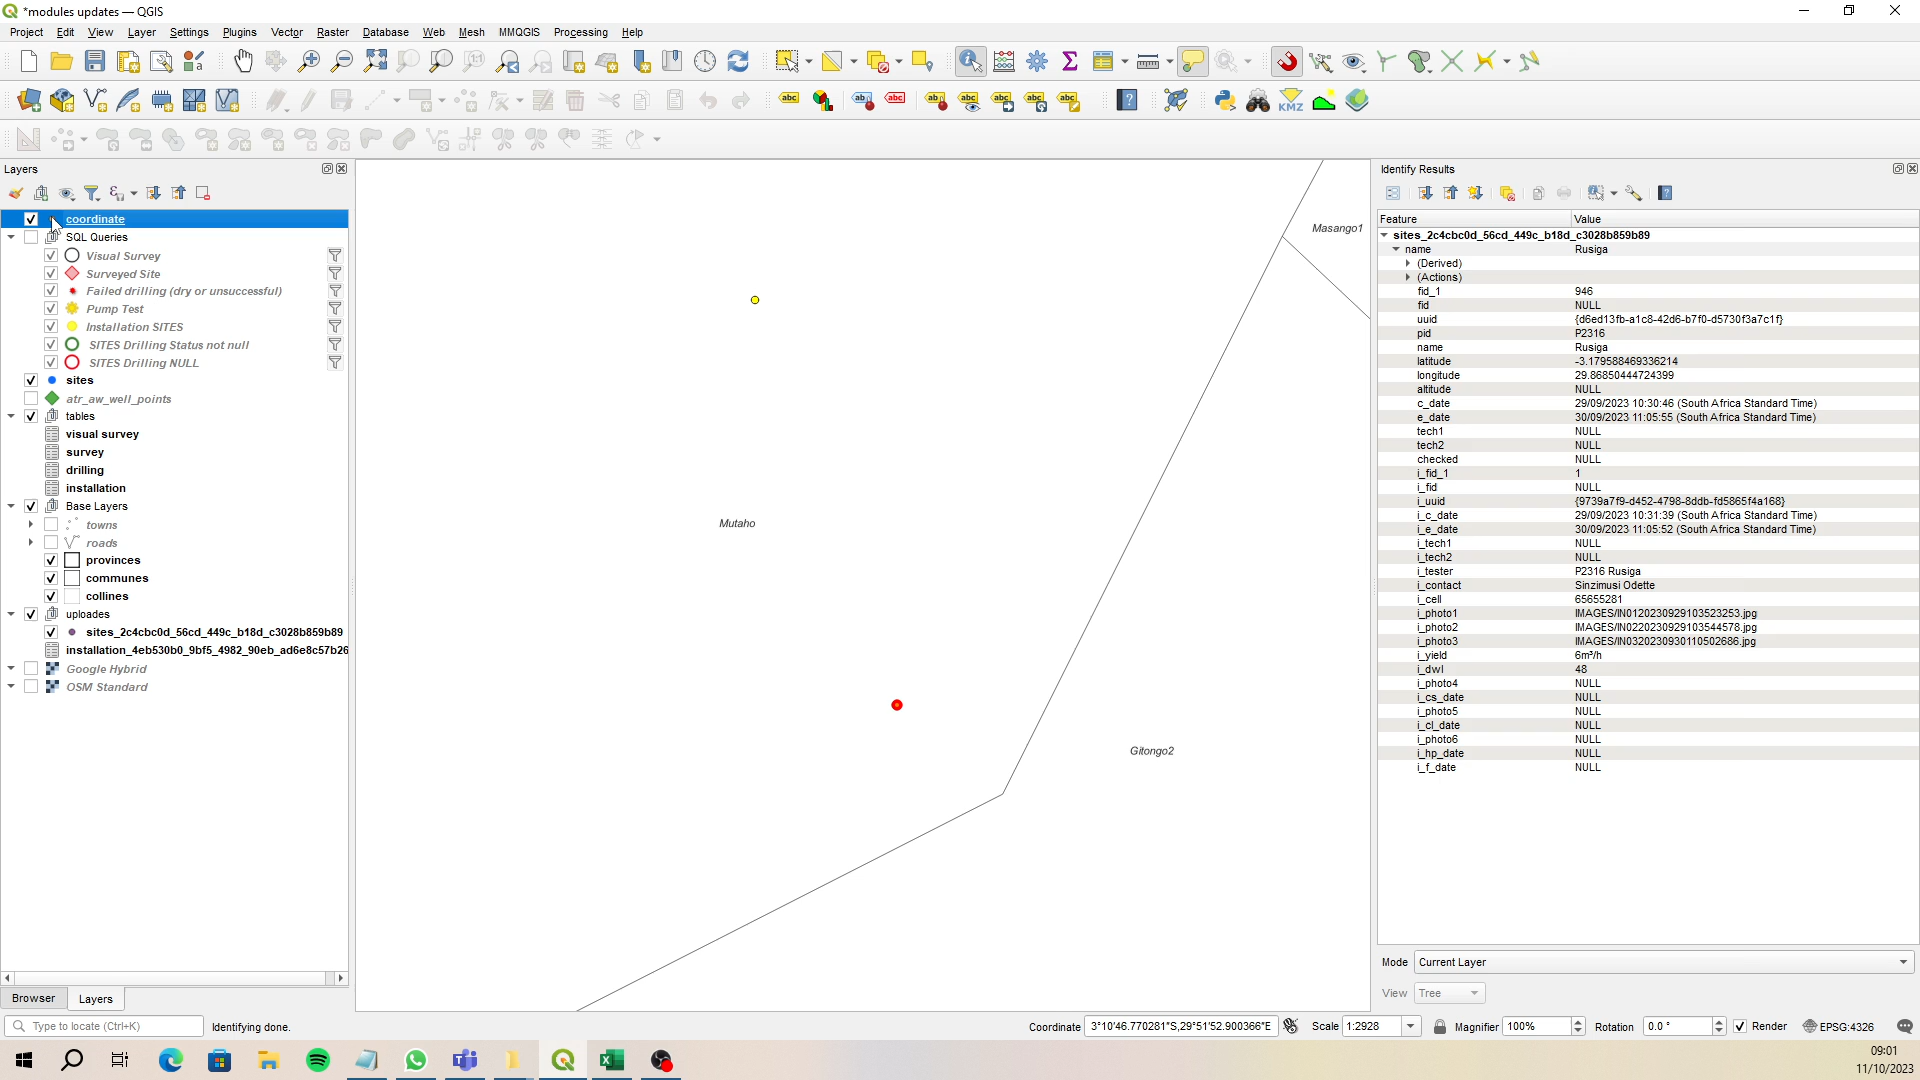 *modules updates — QGIS
Project Edit View Layer Settings Plugins Vector Raster Database Web Mesh MMQGIS Processing Help
Layers
coordinate
SQL Queries
Visual Survey
Surveyed Site
Failed drilling (dry or unsuccessful)
Pump Test
Installation SITES
SITES Drilling Status not null
SITES Drilling NULL
sites
atr_aw_well_points
tables
visual survey
survey
drilling
installation
Base Layers
towns
roads
provinces
communes
collines
uploades
sites_2c4cbc0d_56cd_449c_b18d_c3028b859b89
installation_4eb530b0_9bf5_4982_90eb_ad6e8c57b26
Google Hybrid
OSM Standard
Browser Layers
Masango1
Mutaho
Gitongo2
Identify Results
Feature Value
sites_2c4cbc0d_56cd_449c_b18d_c3028b859b89
name Rusiga
(Derived)
(Actions)
fid_1 946
fid NULL
uuid {d6ed13fb-a1c8-42d6-b7f0-d5730f3a7c1f}
pid P2316
name Rusiga
latitude -3.179588469336214
longitude 29.86850444724399
altitude NULL
c_date 29/09/2023 10:30:46 (South Africa Standard Time)
e_date 30/09/2023 11:05:55 (South Africa Standard Time)
tech1 NULL
tech2 NULL
checked NULL
i_fid_1 1
i_fid NULL
i_uuid {9739a7f9-d452-4798-8ddb-fd5865f4a168}
i_c_date 29/09/2023 10:31:39 (South Africa Standard Time)
i_e_date 30/09/2023 11:05:52 (South Africa Standard Time)
i_tech1 NULL
i_tech2 NULL
i_tester P2316 Rusiga
i_contact Sinzimusi Odette
i_cell 65655281
i_photo1 IMAGES/IN0120230929103523253.jpg
i_photo2 IMAGES/IN0220230929103544578.jpg
i_photo3 IMAGES/IN0320230930110502686.jpg
i_yield 6m³/h
i_dwl 48
i_photo4 NULL
i_cs_date NULL
i_photo5 NULL
i_cl_date NULL
i_photo6 NULL
i_hp_date NULL
i_f_date NULL
Mode Current Layer
View Tree
Type to locate (Ctrl+K) Identifying done. Coordinate 3°10'46.770281"S,29°51'52.900366"E Scale 1:2928 Magnifier 100% Rotation 0.0 ° Render EPSG:4326
09:01
11/10/2023